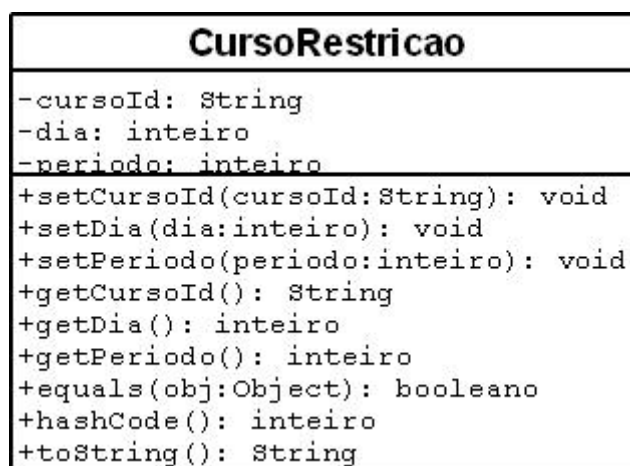 CursoRestricao
-cursoId: String
-dia: inteiro
-periodo: inteiro
+setCursoId(cursoId:String): void
+setDia(dia:inteiro): void
+setPeriodo(periodo:inteiro): void
+getCursoId(): String
+getDia(): inteiro
+getPeriodo(): inteiro
+equals(obj:Object): booleano
+hashCode(): inteiro
+toString(): String